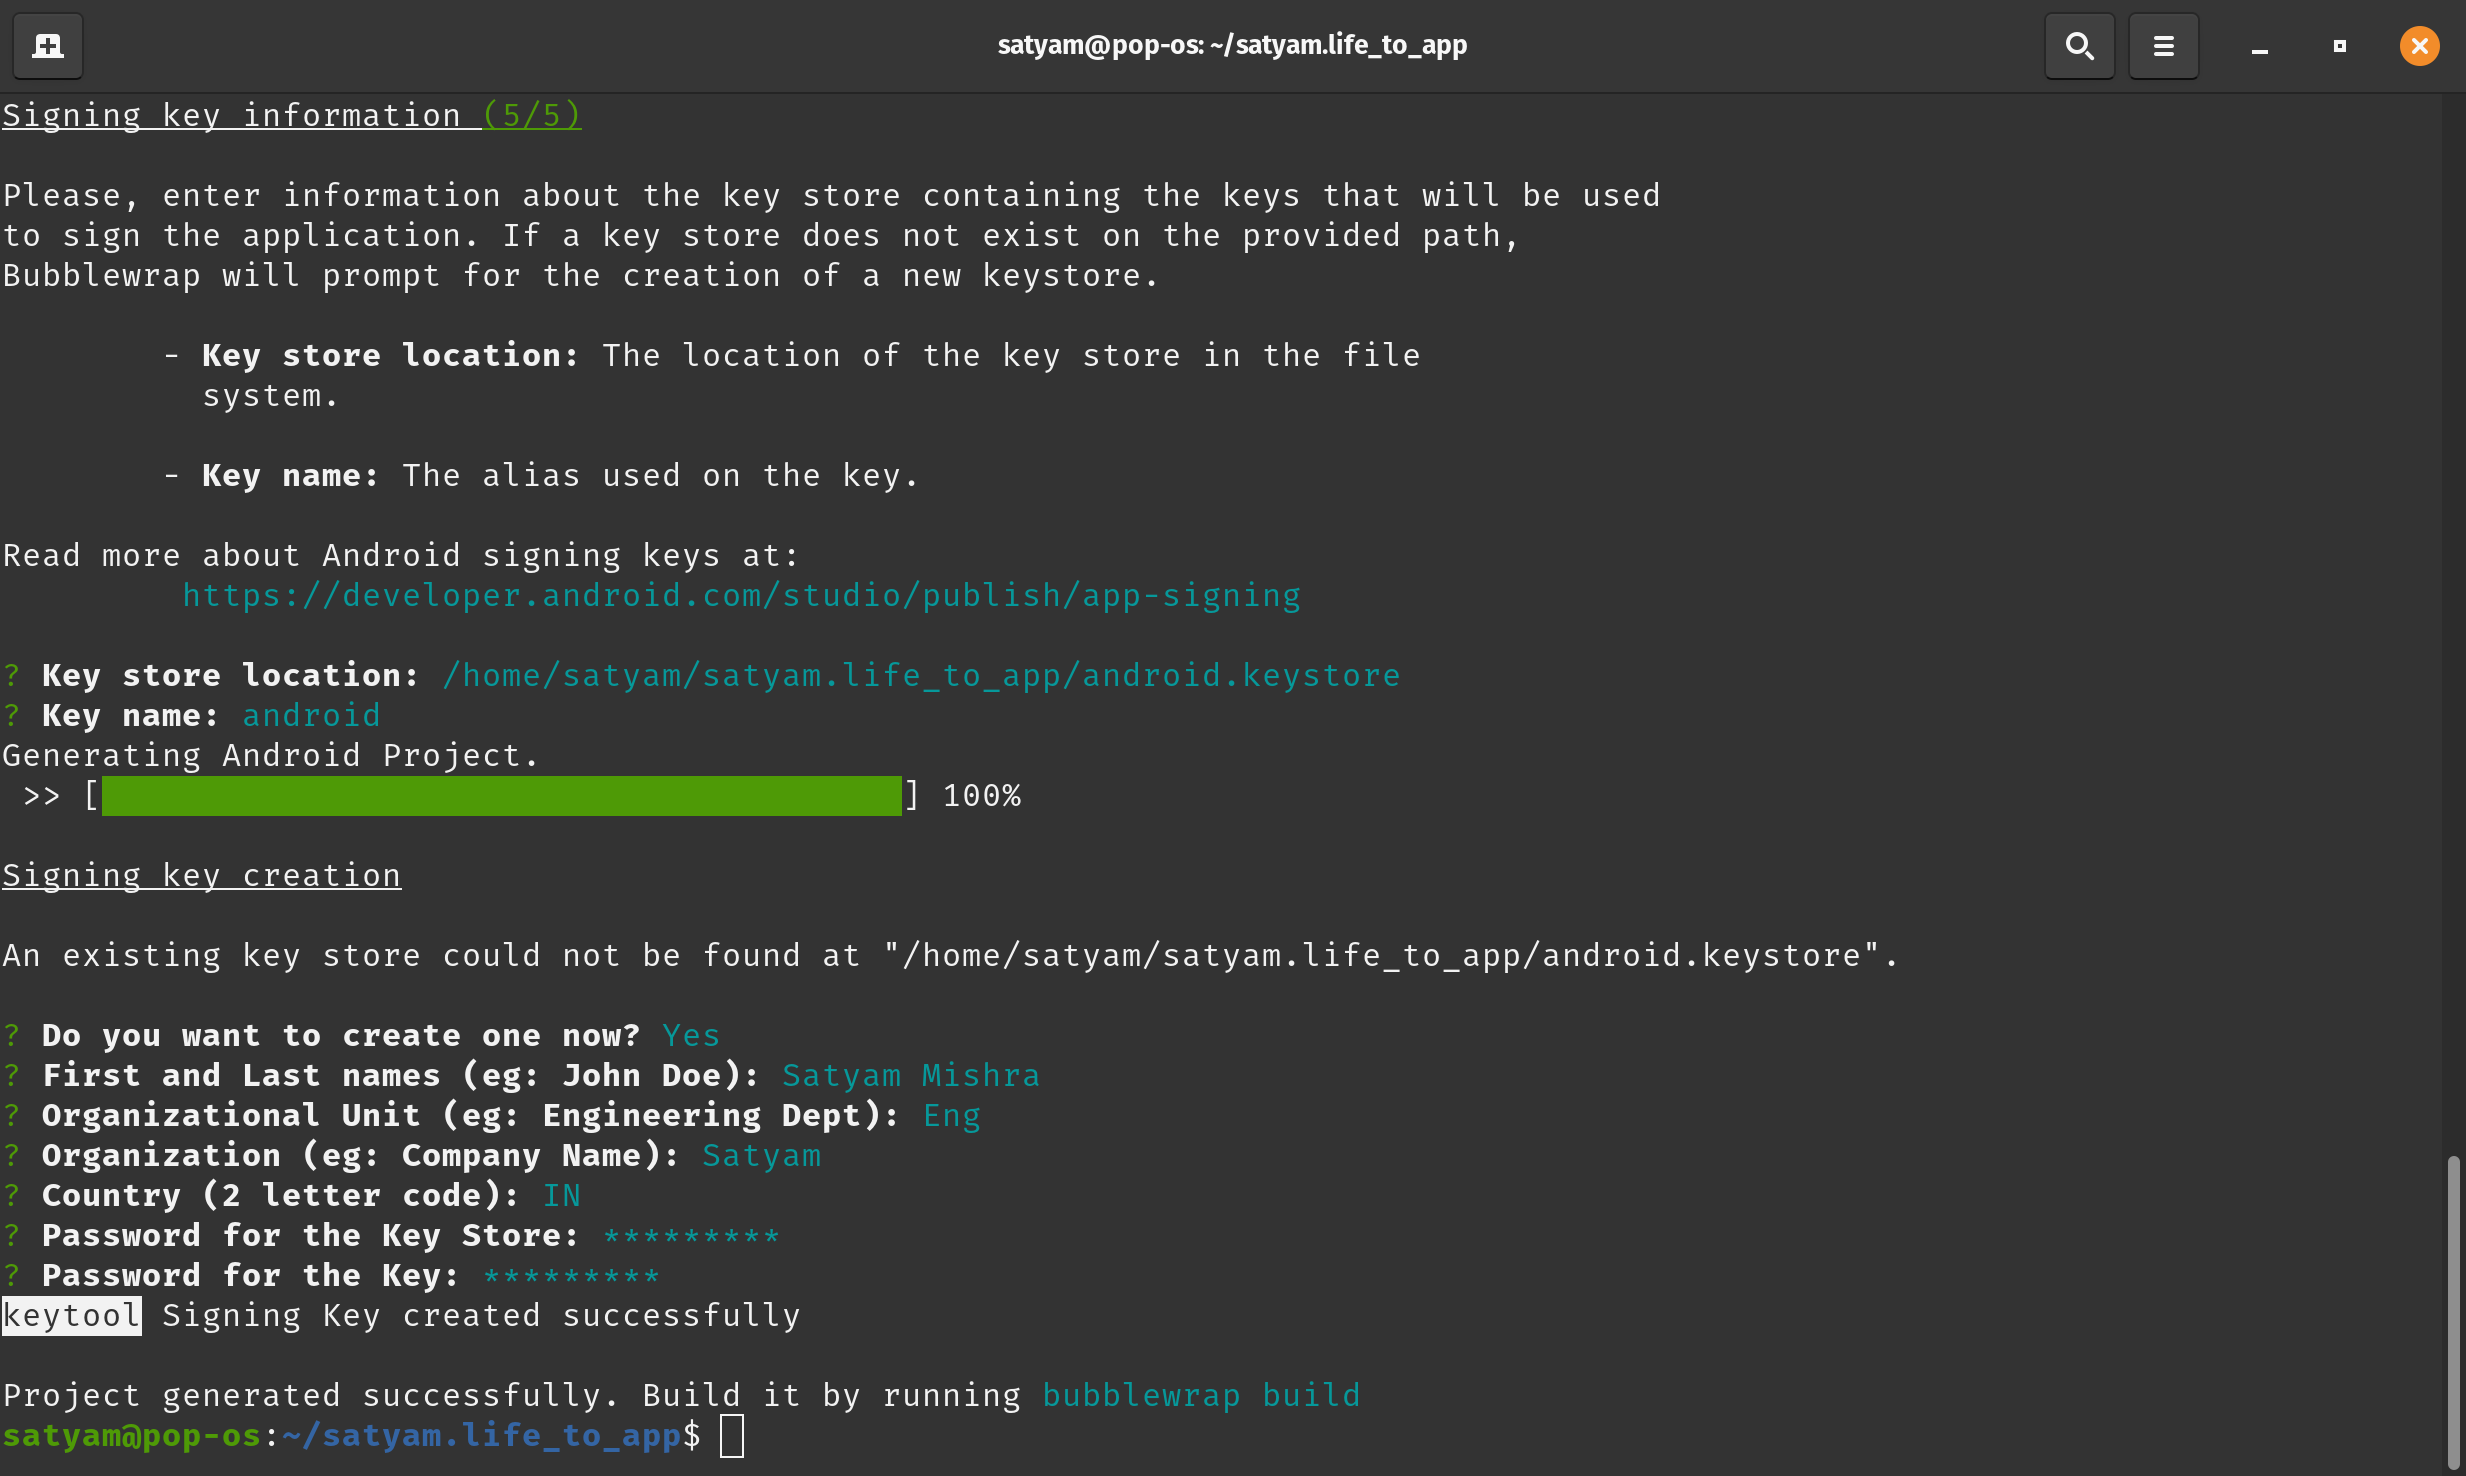 satyam@pop-os: ~/satyam.life_to_app
Signing key information (5/5)
Please, enter information about the key store containing the keys that will be used
to sign the application. If a key store does not exist on the provided path,
Bubblewrap will prompt for the creation of a new keystore.
- Key store location: The location of the key store in the file
system.
- Key name: The alias used on the key.
Read more about Android signing keys at:
https://developer.android.com/studio/publish/app-signing
? Key store location: /home/satyam/satyam.life_to_app/android.keystore
? Key name: android
Generating Android Project.
>> [                                        ] 100%
Signing key creation
An existing key store could not be found at "/home/satyam/satyam.life_to_app/android.keystore".
? Do you want to create one now? Yes
? First and Last names (eg: John Doe): Satyam Mishra
? Organizational Unit (eg: Engineering Dept): Eng
? Organization (eg: Company Name): Satyam
? Country (2 letter code): IN
? Password for the Key Store: *********
? Password for the Key: *********
keytool Signing Key created successfully
Project generated successfully. Build it by running bubblewrap build
satyam@pop-os:~/satyam.life_to_app$